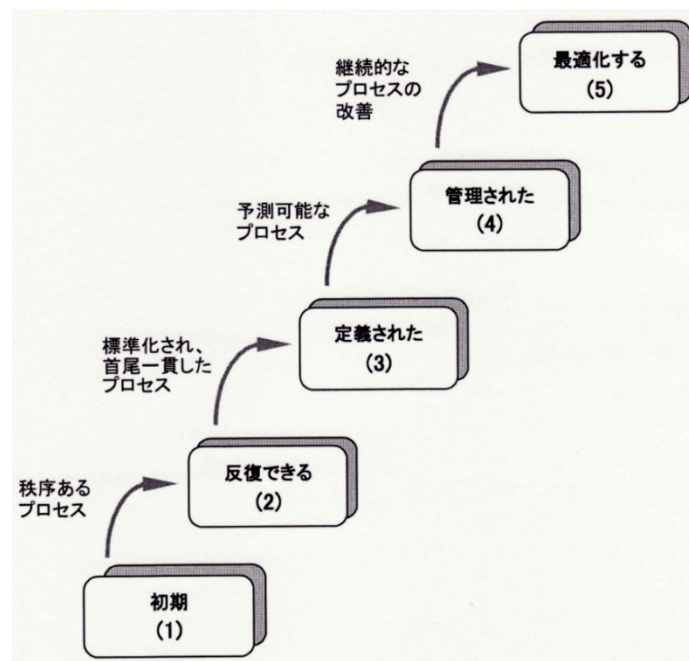 最適化する
(5)
継続的な
プロセスの
改善
管理された
(4)
予測可能な
プロセス
定義された
(3)
標準化され、
首尾一貫した
プロセス
反復できる
(2)
秩序ある
プロセス
初期
(1)